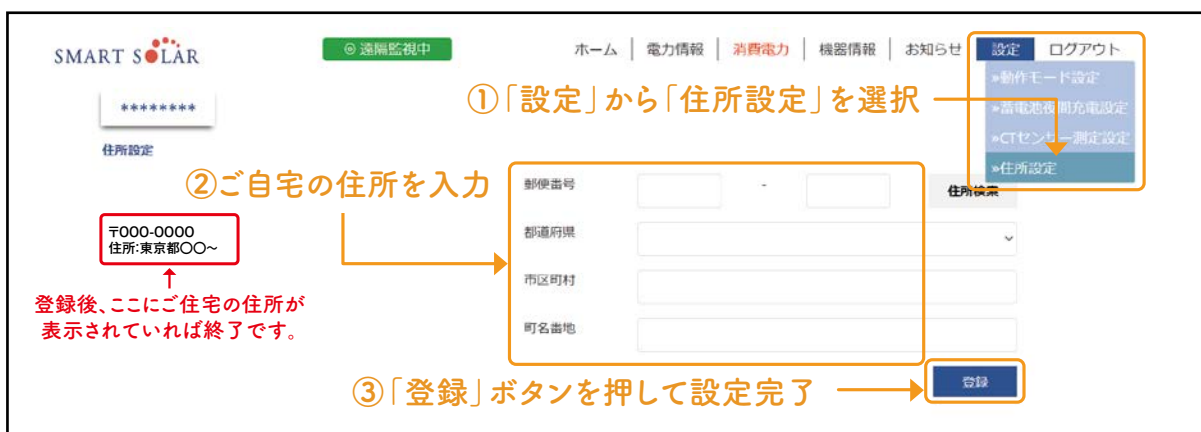 SMART SOLAR
◎遠隔監視中
ホーム | 電力情報 | 消費電力 | 機器情報 | お知らせ 設定 ログアウト
»動作モード設定
①「設定」から「住所設定」を選択
********
»蓄電池夜間充電設定
»CTセンサー測定設定
住所設定
»住所設定
②ご自宅の住所を入力
郵便番号
-
住所検索
〒000-0000
住所:東京都〇〇～
都道府県
市区町村
登録後、ここにご住宅の住所が
表示されていれば終了です。
町名番地
③「登録」ボタンを押して設定完了
登録